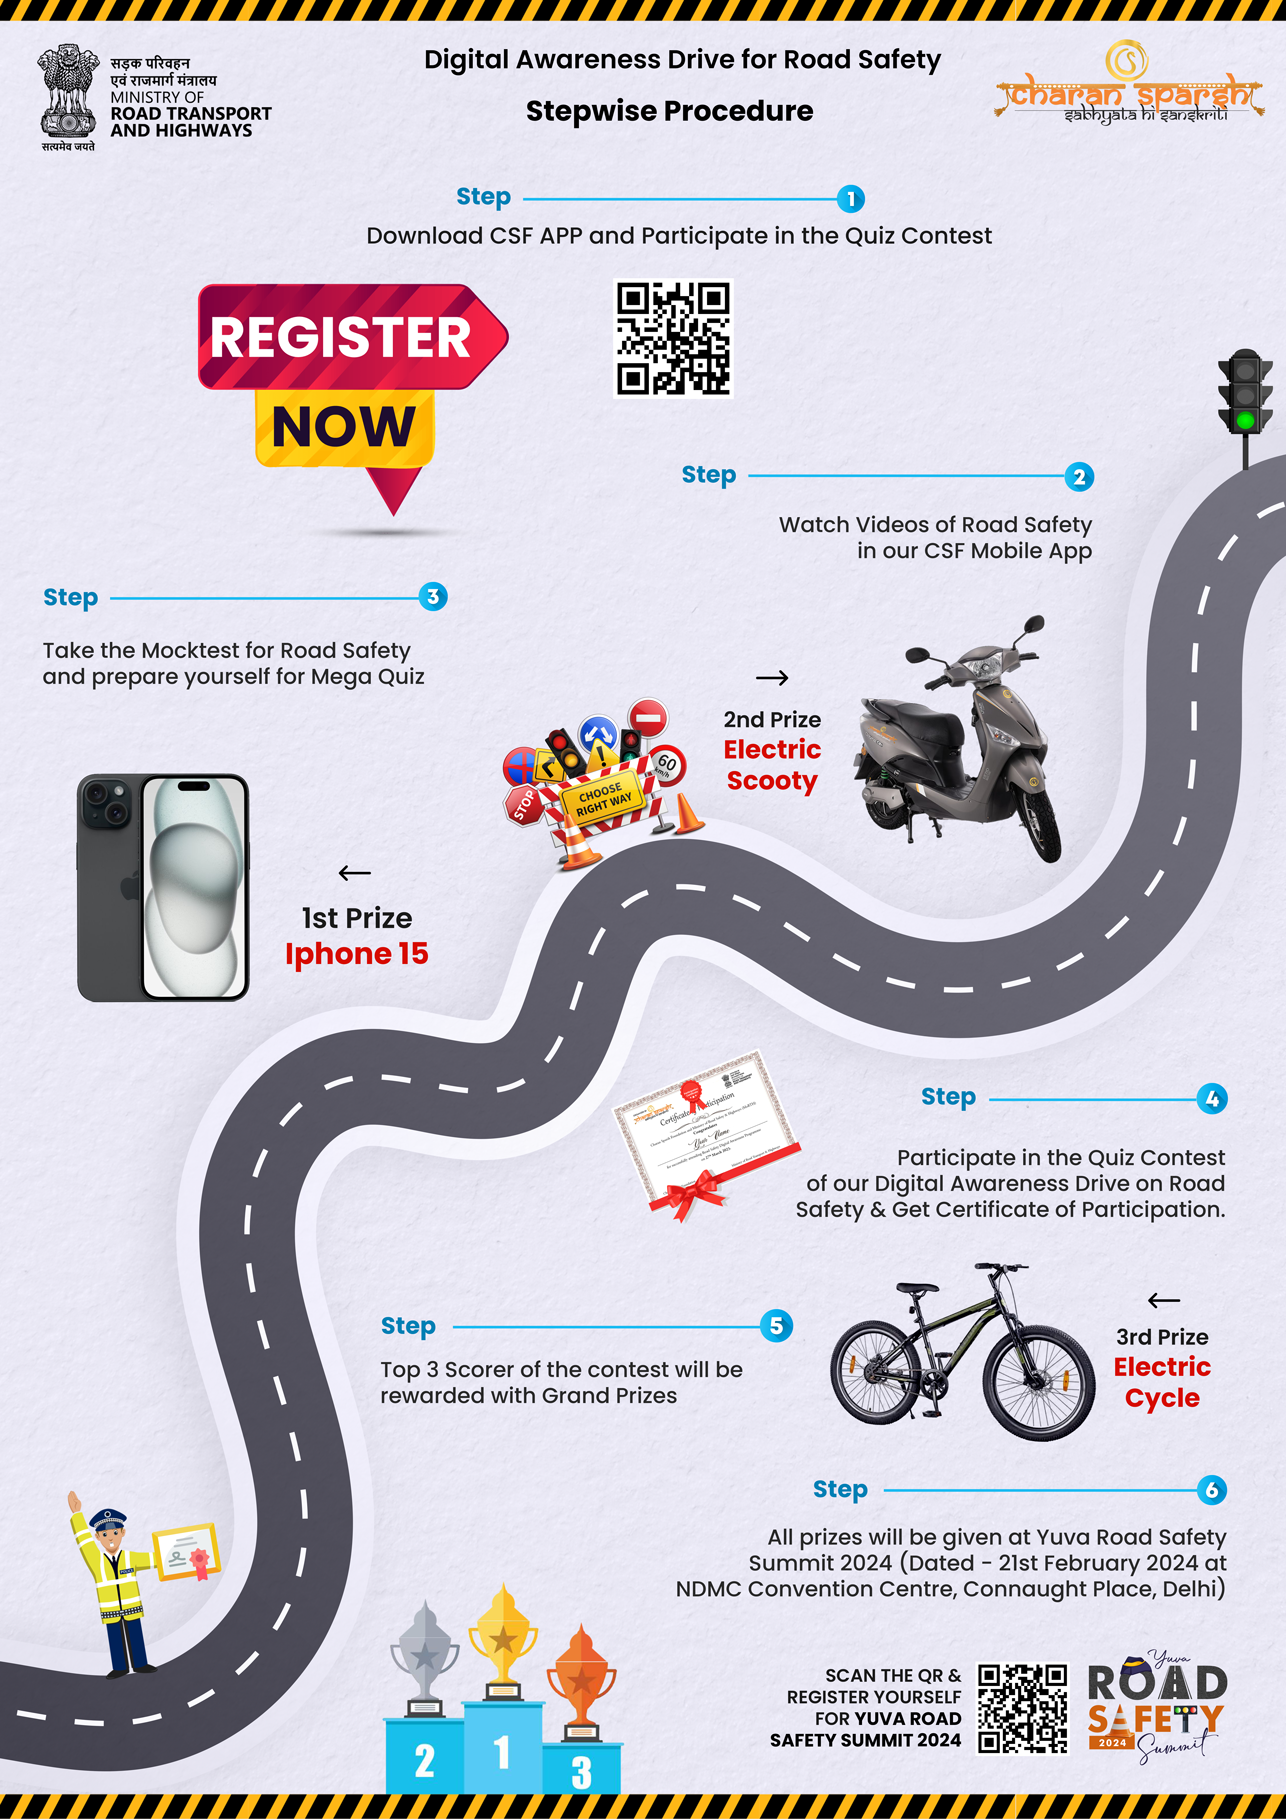 सड़क परिवहन
एवं राजमार्ग मंत्रालय
MINISTRY OF
ROAD TRANSPORT
AND HIGHWAYS
सत्यमेव जयते
Digital Awareness Drive for Road Safety
Stepwise Procedure
CS
charan sparsh
sabhyata hi sanskriti
Step 1
Download CSF APP and Participate in the Quiz Contest
REGISTER
NOW
Step 2
Watch Videos of Road Safety
in our CSF Mobile App
Step 3
Take the Mocktest for Road Safety
and prepare yourself for Mega Quiz
2nd Prize
Electric
Scooty
STOP
CHOOSE
RIGHT WAY
60
km/h
1st Prize
Iphone 15
Certificate Participation
Your Name
Step 4
Participate in the Quiz Contest
of our Digital Awareness Drive on Road
Safety & Get Certificate of Participation.
Step 5
Top 3 Scorer of the contest will be
rewarded with Grand Prizes
3rd Prize
Electric
Cycle
Step 6
All prizes will be given at Yuva Road Safety
Summit 2024 (Dated - 21st February 2024 at
NDMC Convention Centre, Connaught Place, Delhi)
POLICE
2
1
3
SCAN THE QR &
REGISTER YOURSELF
FOR YUVA ROAD
SAFETY SUMMIT 2024
Yuva
ROAD
SAFETY
2024
Summit